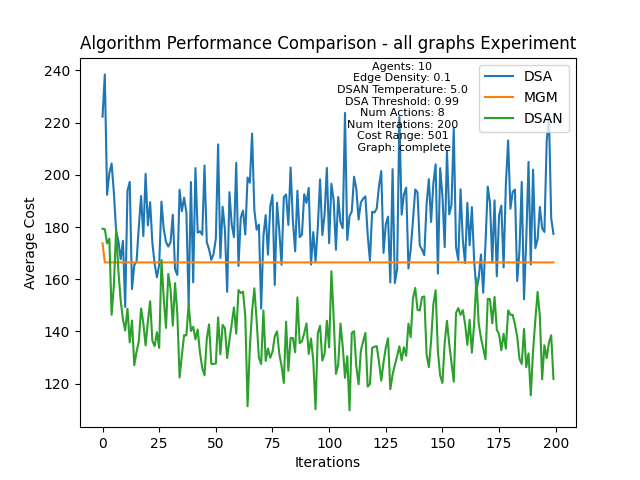 Algorithm Performance Comparison - all graphs Experiment
Agents: 10
Edge Density: 0.1
DSAN Temperature: 5.0
DSA Threshold: 0.99
Num Actions: 8
Num Iterations: 200
Cost Range: 501
Graph: complete
DSA
MGM
DSAN
Average Cost
240
220
200
180
160
140
120
0 25 50 75 100 125 150 175 200
Iterations